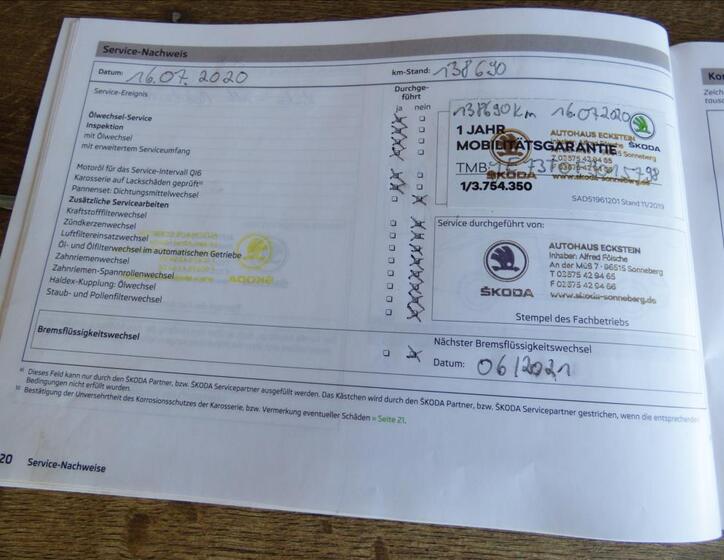 Service-Nachweis
Datum: 16.07.2020
km-Stand: 138690
Service-Ereignis
Durchge-
führt
ja nein
Ölwechsel-Service
Inspektion
mit Ölwechsel
mit erweitertem Serviceumfang
Motoröl für das Service-Intervall QI6
Karosserie auf Lackschäden geprüft
Pannenset: Dichtungsmittelwechsel
Zusätzliche Servicearbeiten
Kraftstofffilterwechsel
Zündkerzenwechsel
Luftfiltereinsatzwechsel
Öl- und Ölfilterwechsel im automatischen Getriebe
Zahnriemenwechsel
Zahnriemen-Spannrollenwechsel
Haldex-Kupplung: Ölwechsel
Staub- und Pollenfilterwechsel
Bremsflüssigkeitswechsel
138690 km 16.07.2020
1 JAHR
MOBILITÄTSGARANTIE
ŠKODA
AUTOHAUS ECKSTEIN
TMB
ŠKODA
www.skoda-sonneberg.de
1/3.754.350
SAD51961201 Stand 11/2019
Service durchgeführt von:
ŠKODA
AUTOHAUS ECKSTEIN
Inhaber: Alfred Fölsche
An der Müß 7 · 96515 Sonneberg
T 03675 42 94 65
F 03675 42 94 66
www.skoda-sonneberg.de
Stempel des Fachbetriebs
Nächster Bremsflüssigkeitswechsel
Datum: 06/2021
a) Dieses Feld kann nur durch den ŠKODA Partner, bzw. ŠKODA Servicepartner ausgefüllt werden. Das Kästchen wird durch den ŠKODA Partner, bzw. ŠKODA Servicepartner gestrichen, wenn die entsprechenden
Bedingungen nicht erfüllt wurden.
b) Bestätigung der Unversehrtheit des Korrosionsschutzes der Karosserie, bzw. Vermerkung eventueller Schäden » Seite 21.
20 Service-Nachweise